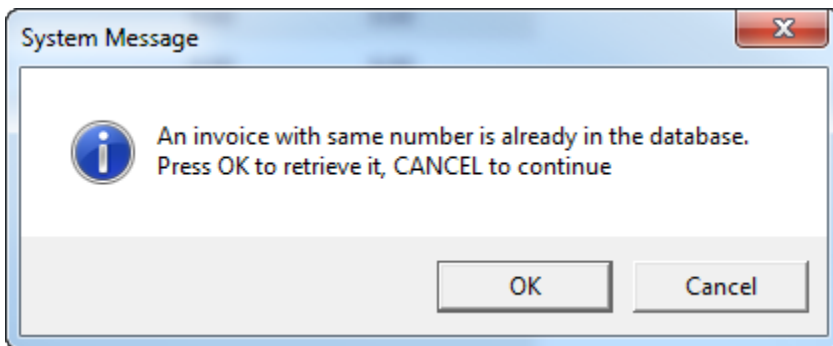 System Message
An invoice with same number is already in the database.
Press OK to retrieve it, CANCEL to continue
OK
Cancel